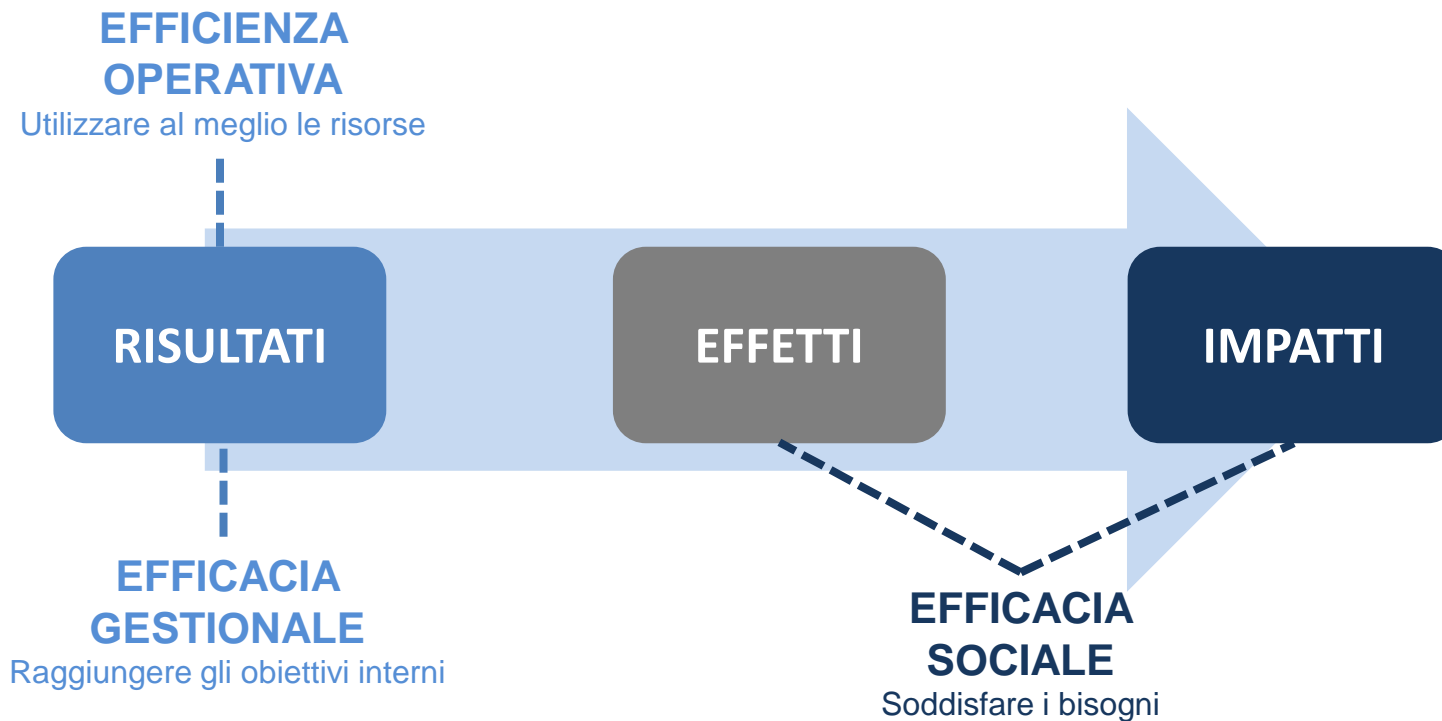 EFFICIENZA
OPERATIVA
Utilizzare al meglio le risorse
RISULTATI
EFFETTI
IMPATTI
EFFICACIA
GESTIONALE
Raggiungere gli obiettivi interni
EFFICACIA
SOCIALE
Soddisfare i bisogni